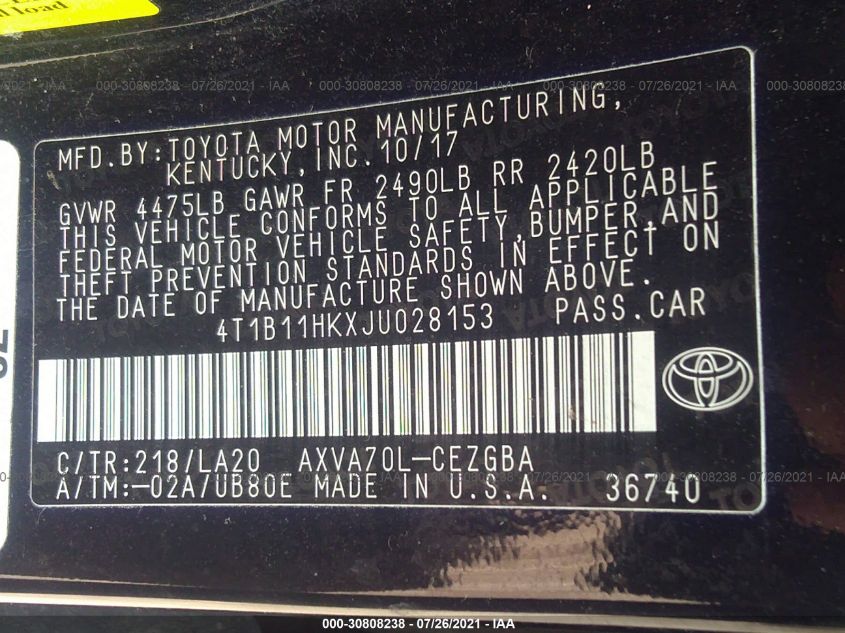 load
000-30808238 - 07/26/2021 - IAA
MFD.BY:TOYOTA MOTOR MANUFACTURING,
KENTUCKY,INC.10/17
GVWR 4475LB GAWR FR 2490LB RR 2420LB
THIS VEHICLE CONFORMS TO ALL APPLICABLE
FEDERAL MOTOR VEHICLE SAFETY,BUMPER,AND
THEFT PREVENTION STANDARDS IN EFFECT ON
THE DATE OF MANUFACTURE SHOWN ABOVE.
4T1B11HKXJU028153 PASS.CAR
C/TR:218/LA20 AXVA70L-CEZGBA
A/TM:-02A/UB80E MADE IN U.S.A. 36740
000-30808238 - 07/26/2021 - IAA